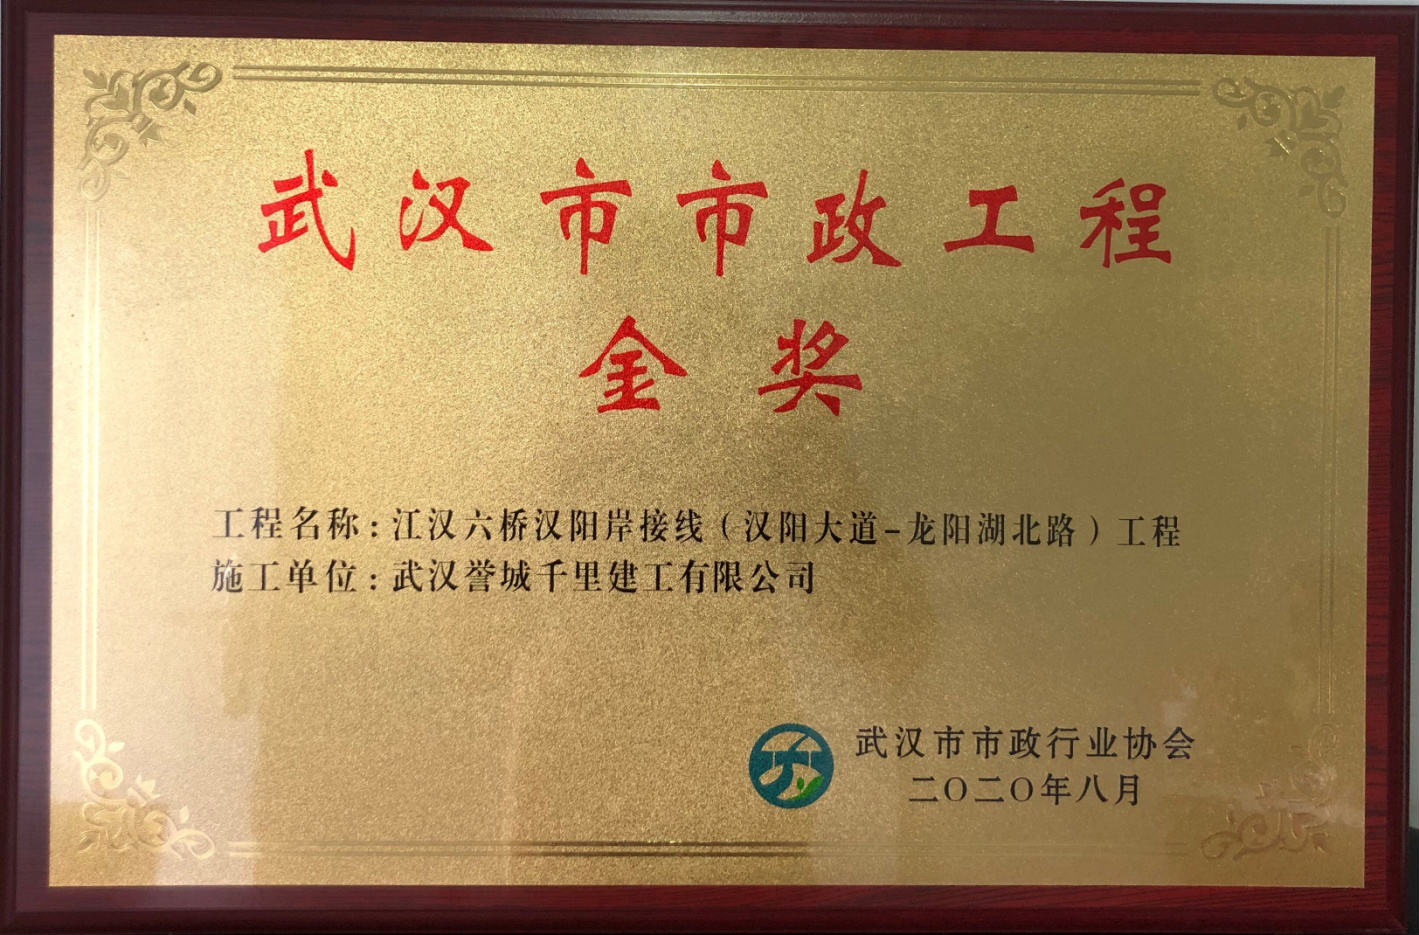 武汉市市政工程
金奖
工程名称：江汉六桥汉阳岸接线（汉阳大道-龙阳湖北路）工程
施工单位：武汉誉城千里建工有限公司
武汉市市政行业协会
二〇二〇年八月